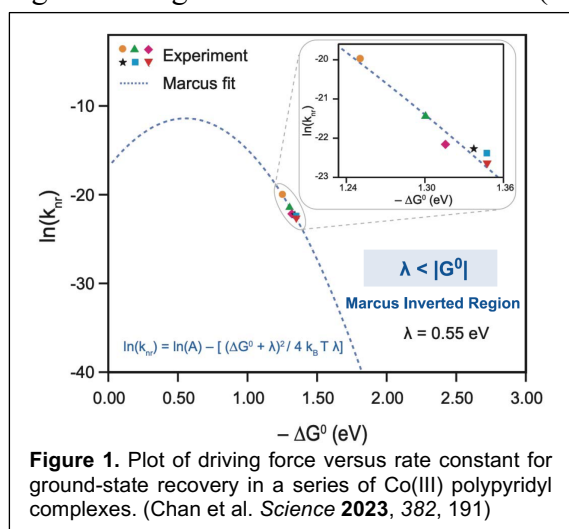 Experiment
Marcus fit
-10
-20
-30
-40
ln(k_nr)
0.00 0.50 1.00 1.50 2.00 2.50 3.00
− ΔG⁰ (eV)
-20
-21
-22
-23
ln(k_nr)
1.24 1.30 1.36
− ΔG⁰ (eV)
λ < |G⁰|
Marcus Inverted Region
λ = 0.55 eV
ln(k_nr) = ln(A) − [ (ΔG⁰ + λ)² / 4 k_B T λ]
Figure 1. Plot of driving force versus rate constant for
ground-state recovery in a series of Co(III) polypyridyl
complexes. (Chan et al. Science 2023, 382, 191)